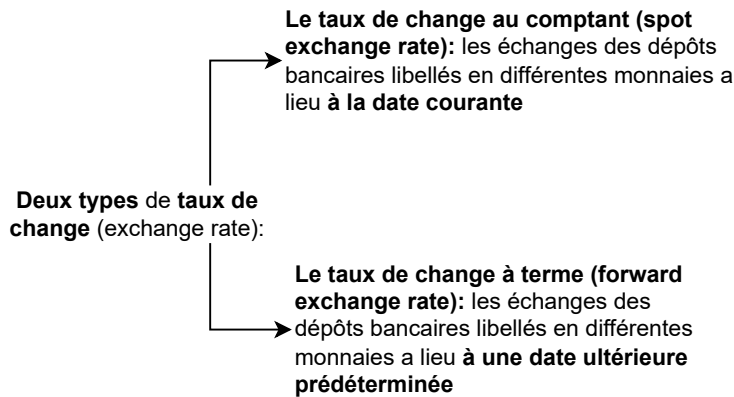 Le taux de change au comptant (spot
exchange rate): les échanges des dépôts
bancaires libellés en différentes monnaies a
lieu à la date courante
Deux types de taux de
change (exchange rate):
Le taux de change à terme (forward
exchange rate): les échanges des
dépôts bancaires libellés en différentes
monnaies a lieu à une date ultérieure
prédéterminée